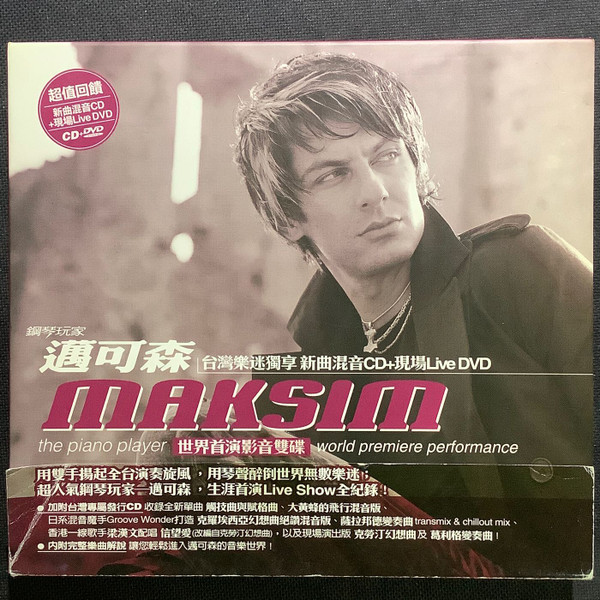 超值回饋
新曲混音CD
+現場Live DVD
CD+DVD
鋼琴玩家
邁可森 台灣樂迷獨享 新曲混音CD+現場Live DVD
MAKSIM
the piano player 世界首演影音雙碟 world premiere performance
用雙手揚起全台演奏旋風，用琴聲醉倒世界無數樂迷；
超人氣鋼琴玩家—邁可森，生涯首演Live Show全紀錄！
● 加附台灣專屬發行CD 收錄全新單曲 觸技曲與賦格曲、大黃蜂的飛行混音版、
日系混音魔手Groove Wonder打造 克羅埃西亞幻想曲絕讚混音版、薩拉邦德變奏曲 transmix & chillout mix、
香港一線歌手梁漢文配唱 信望愛(改編自克勞汀幻想曲)，以及現場演出版 克勞汀幻想曲及 葛利格變奏曲！
● 內附完整樂曲解說 讓您輕鬆進入邁可森的音樂世界！